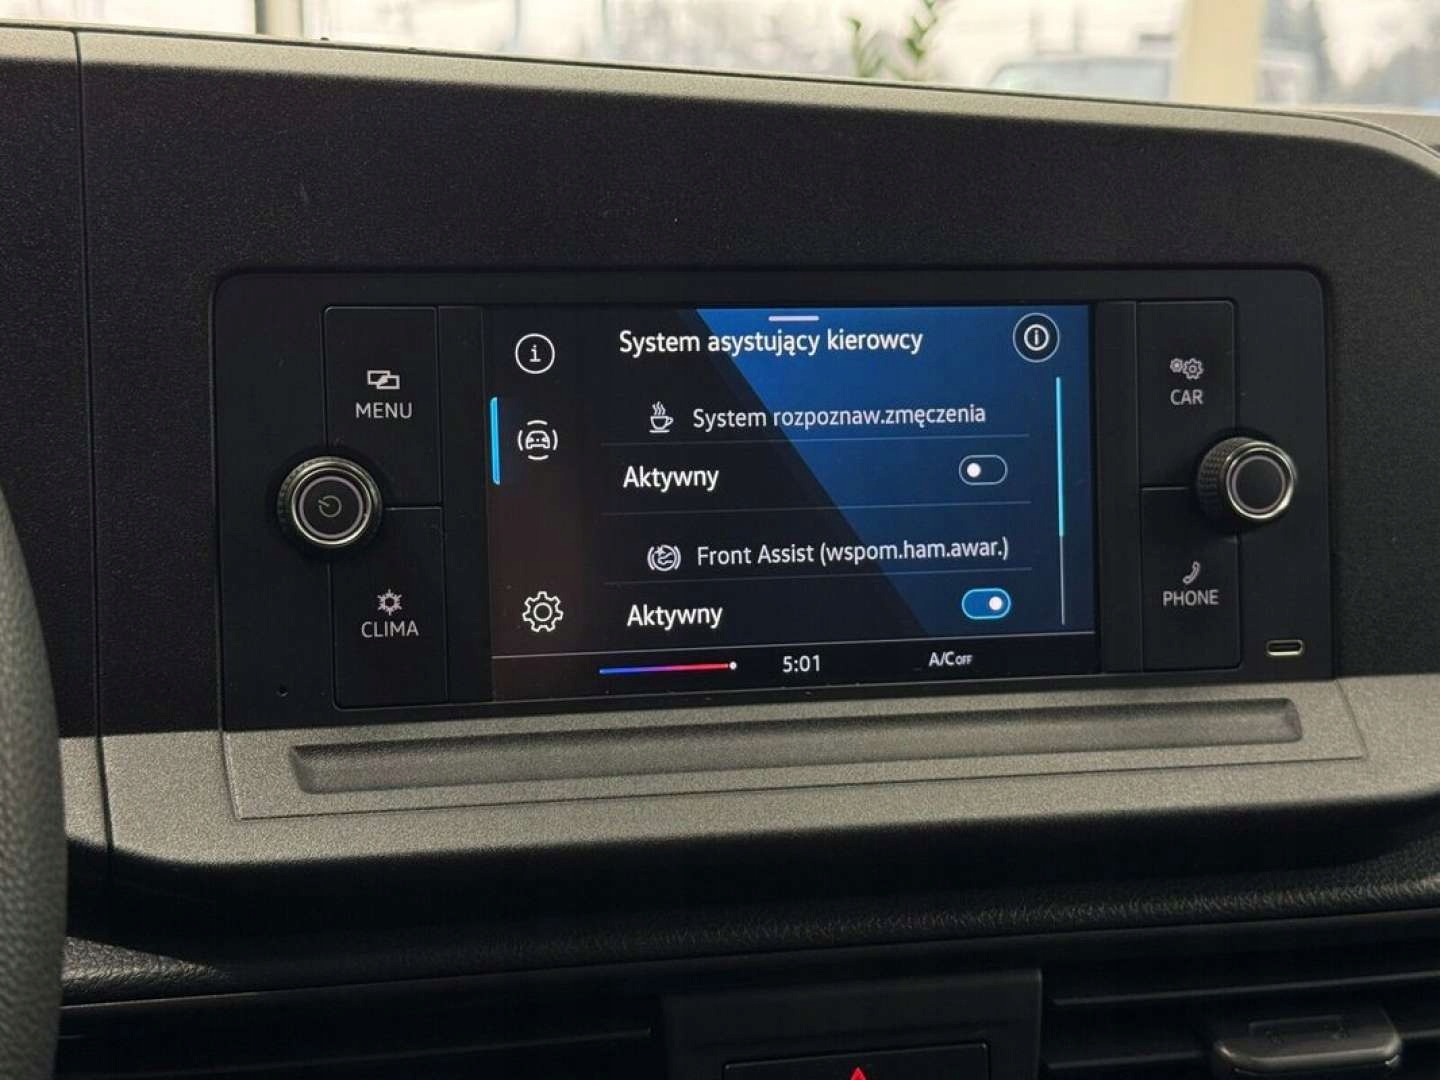 MENU
CLIMA
System asystujący kierowcy
System rozpoznaw.zmęczenia
Aktywny
Front Assist (wspom.ham.awar.)
Aktywny
5:01
A/C OFF
CAR
PHONE